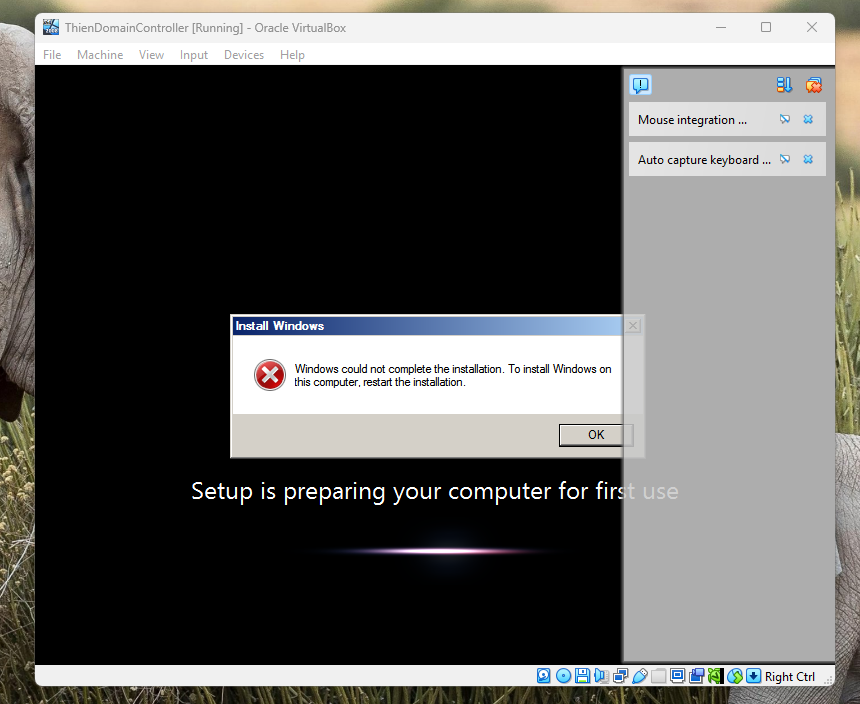 ThienDomainController [Running] - Oracle VirtualBox
File Machine View Input Devices Help
Mouse integration ...
Auto capture keyboard ...
Install Windows
Windows could not complete the installation. To install Windows on
this computer, restart the installation.
OK
Setup is preparing your computer for first use
Right Ctrl